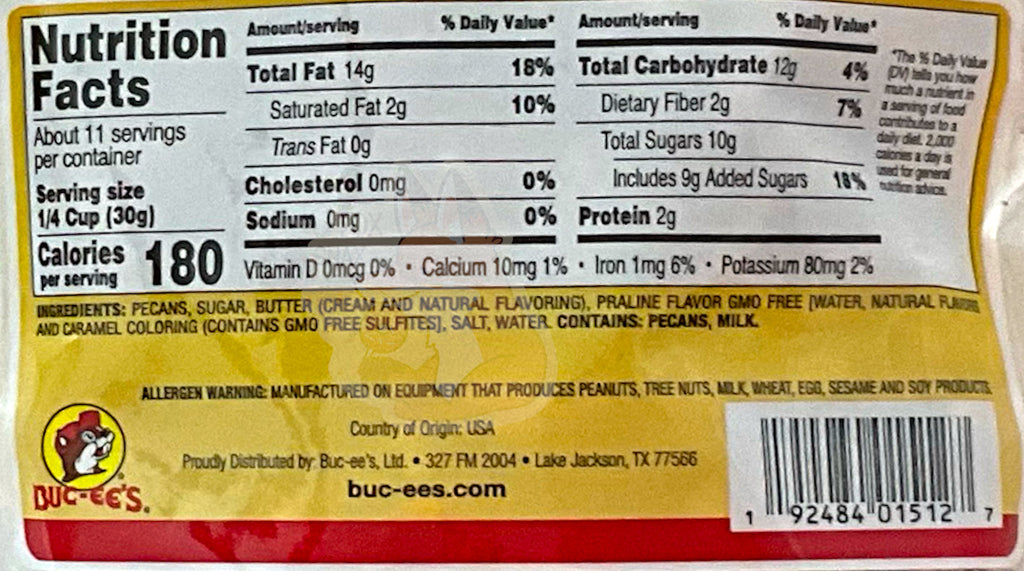 Nutrition
Facts
About 11 servings
per container
Serving size
1/4 Cup (30g)
Calories
per serving
180
Amount/serving % Daily Value*
Total Fat 14g 18%
Saturated Fat 2g 10%
Trans Fat 0g
Cholesterol 0mg 0%
Sodium 0mg 0%
Amount/serving % Daily Value*
Total Carbohydrate 12g 4%
Dietary Fiber 2g 7%
Total Sugars 10g
Includes 9g Added Sugars 18%
Protein 2g
*The % Daily Value
(DV) tells you how
much a nutrient in
a serving of food
contributes to a
daily diet. 2,000
calories a day is
used for general
nutrition advice.
Vitamin D 0mcg 0% • Calcium 10mg 1% • Iron 1mg 6% • Potassium 80mg 2%
INGREDIENTS: PECANS, SUGAR, BUTTER (CREAM AND NATURAL FLAVORING), PRALINE FLAVOR GMO FREE [WATER, NATURAL
AND CARAMEL COLORING (CONTAINS GMO FREE SULFITES], SALT, WATER. CONTAINS: PECANS, MILK.
ALLERGEN WARNING: MANUFACTURED ON EQUIPMENT THAT PRODUCES PEANUTS, TREE NUTS, MILK, WHEAT, EGG, SESAME AND SOY PRODUCTS.
Country of Origin: USA
Proudly Distributed by: Buc-ee's, Ltd. • 327 FM 2004 • Lake Jackson, TX 77566
buc-ees.com
BUC-EE'S®
1 92484 01512 7